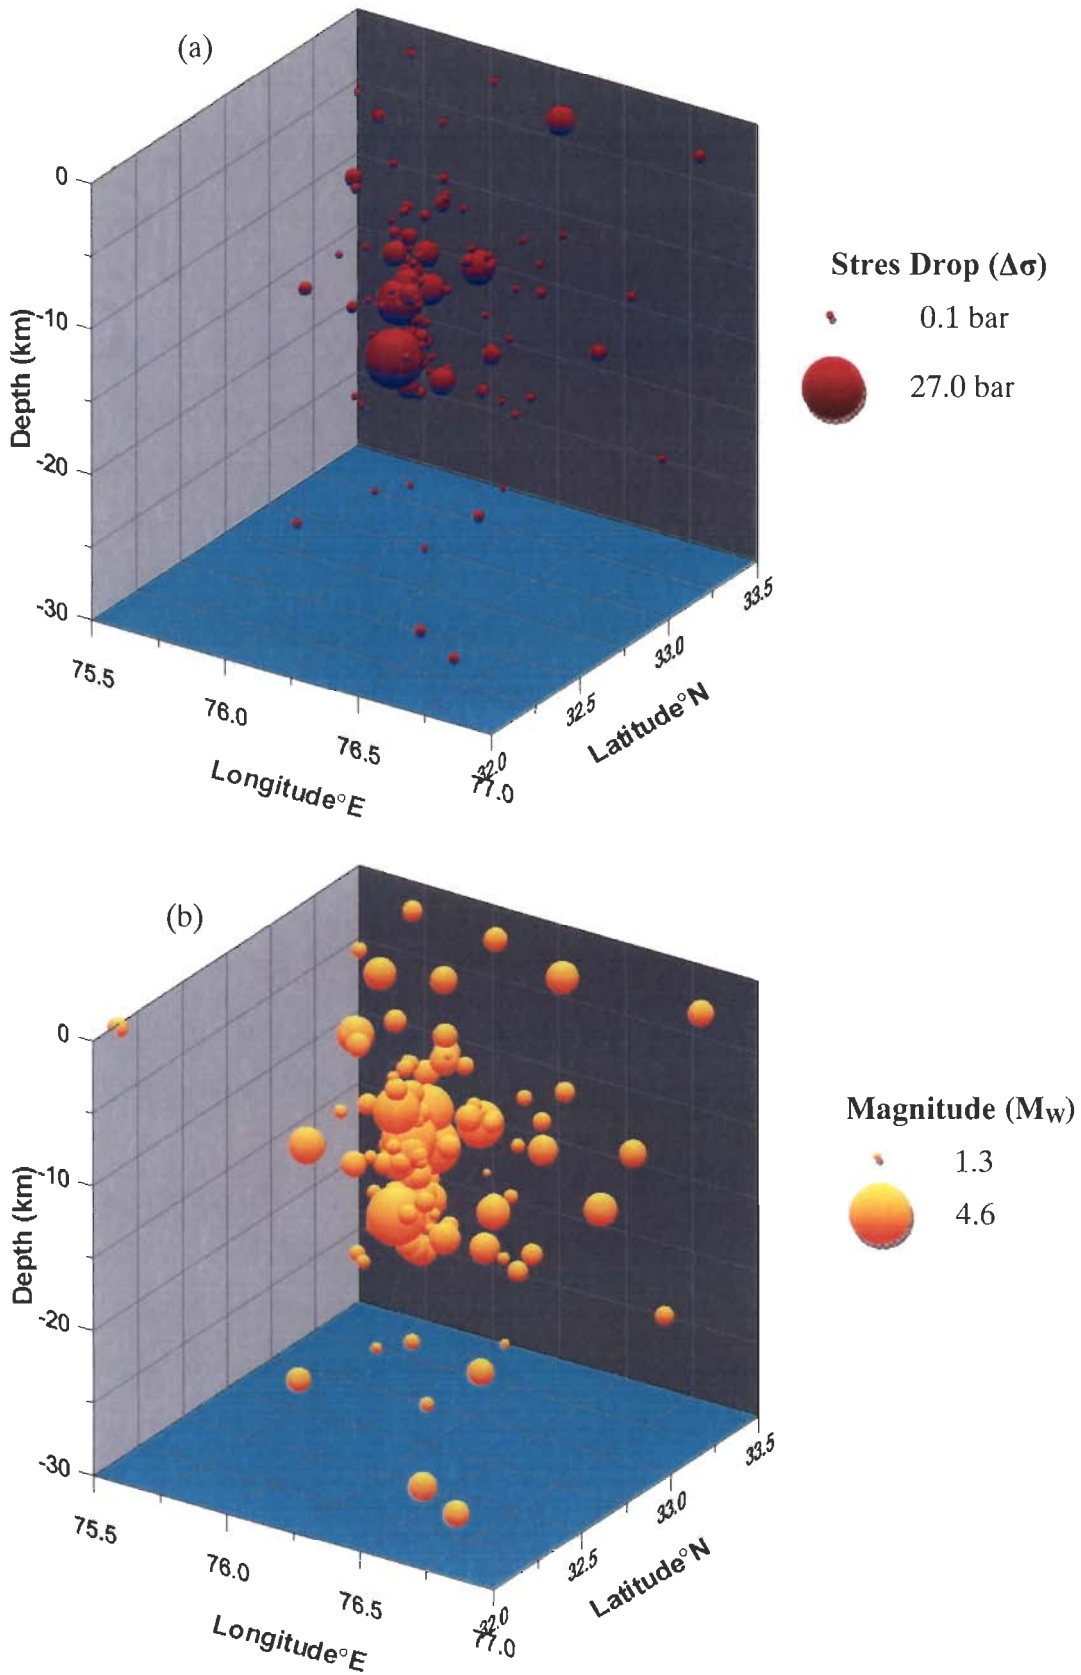 (a)
0
-10
-20
-30
Depth (km)
75.5
76.0
76.5
77.0
Longitude°E
32.0
32.5
33.0
33.5
Latitude°N
Stres Drop (Δσ)
0.1 bar
27.0 bar
(b)
0
-10
-20
-30
Depth (km)
75.5
76.0
76.5
77.0
Longitude°E
32.0
32.5
33.0
33.5
Latitude°N
Magnitude (Mw)
1.3
4.6